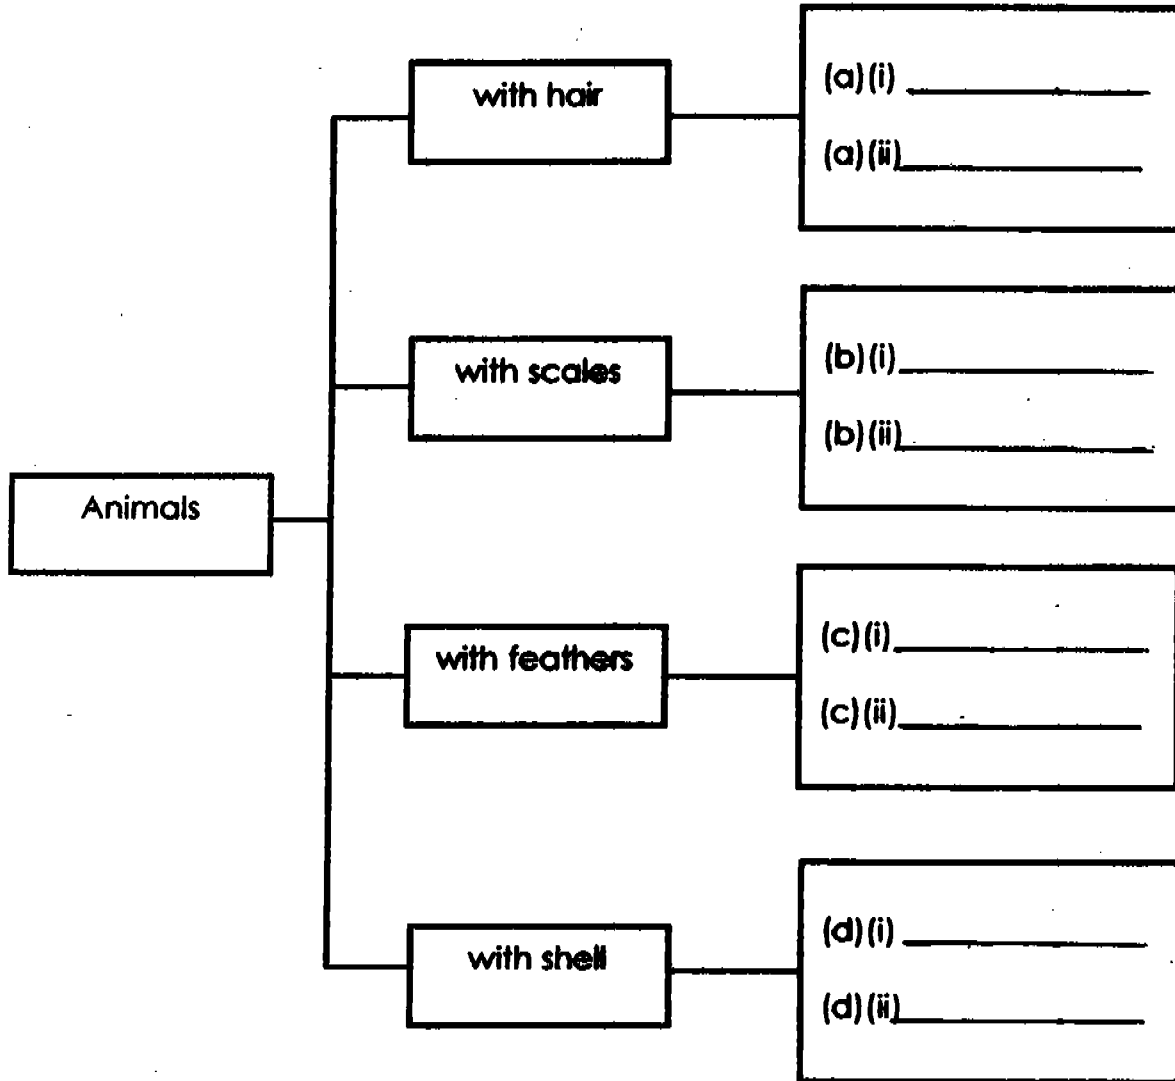 with hair
(a)(i)
(a)(ii)
with scales
(b)(i)
(b)(ii)
Animals
with feathers
(c)(i)
(c)(ii)
with shell
(d)(i)
(d)(ii)